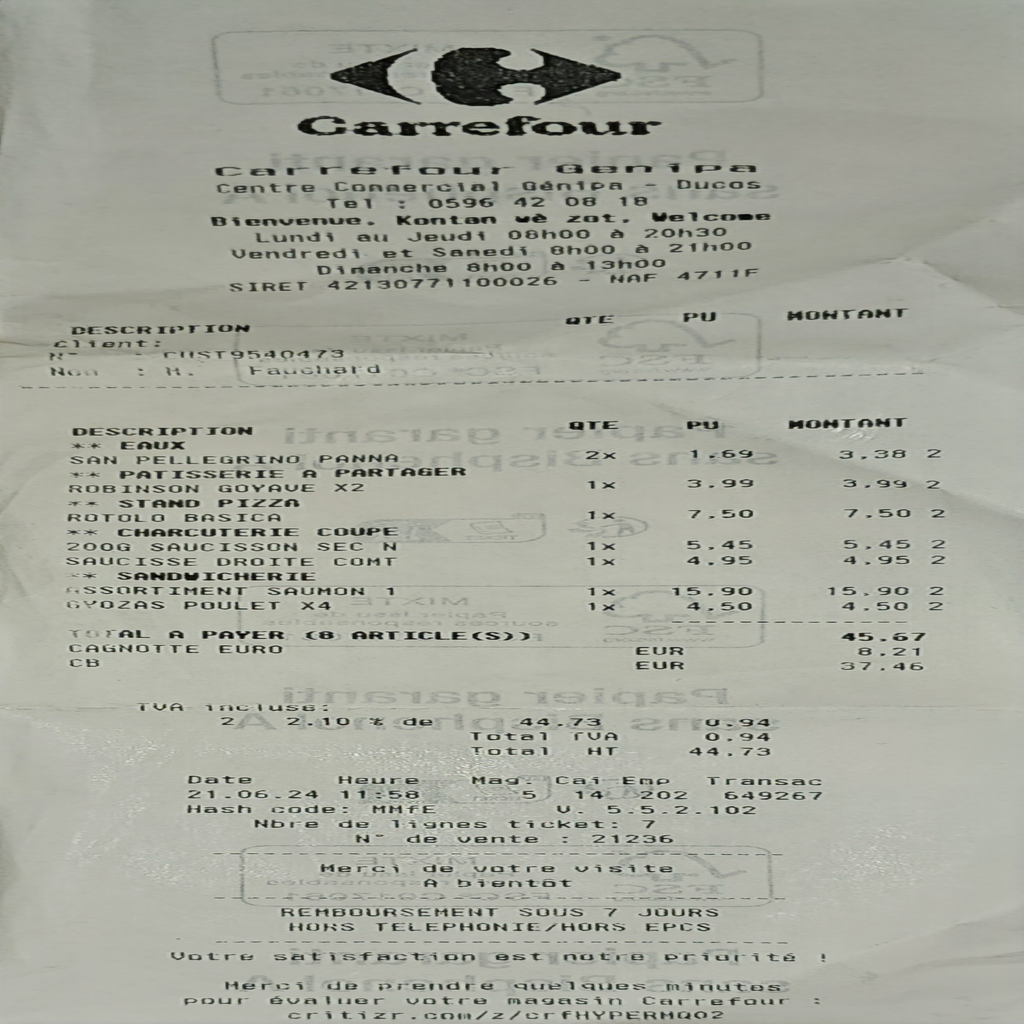 Carrefour
Carrefour Génipa
Centre Commercial Génipa - Ducos
Tel : 0596 42 08 18
Bienvenue, Kontan wè zot, Welcome
Lundi au Jeudi 08h00 à 20h30
Vendredi et Samedi 8h00 à 21h00
Dimanche 8h00 à 13h00
SIRET 42130771100026 - NAF 4711F
DESCRIPTION QTE PU MONTANT
Client:
N° : CUST9540473
Nom : M. Fauchard
DESCRIPTION QTE PU MONTANT
** EAUX
SAN PELLEGRINO PANNA 2x 1.69 3.38 2
** PATISSERIE A PARTAGER
ROBINSON GOYAVE X2 1x 3.99 3.99 2
** STAND PIZZA
ROTOLO BASICA 1x 7.50 7.50 2
** CHARCUTERIE COUPE
200G SAUCISSON SEC N 1x 5.45 5.45 2
SAUCISSE DROITE COMT 1x 4.95 4.95 2
** SANDWICHERIE
ASSORTIMENT SAUMON 1 1x 15.90 15.90 2
GYOZAS POULET X4 1x 4.50 4.50 2
TOTAL A PAYER (8 ARTICLE(S)) 45.67
CAGNOTTE EURO EUR 8.21
CB EUR 37.46
TVA incluse:
2 2.10 % de 44.73 0.94
Total TVA 0.94
Total HT 44.73
Date Heure Mag. Cai Emp Transac
21.06.24 11:58 5 14 202 649267
Hash code: MMfE V. 5.5.2.102
Nbre de lignes ticket: 7
N° de vente : 21236
Merci de votre visite
A bientôt
REMBOURSEMENT SOUS 7 JOURS
HORS TELEPHONIE/HORS EPCS
Votre satisfaction est notre priorité !
Merci de prendre quelques minutes
pour évaluer votre magasin Carrefour :
critizr.com/z/crfHYPERMQ02